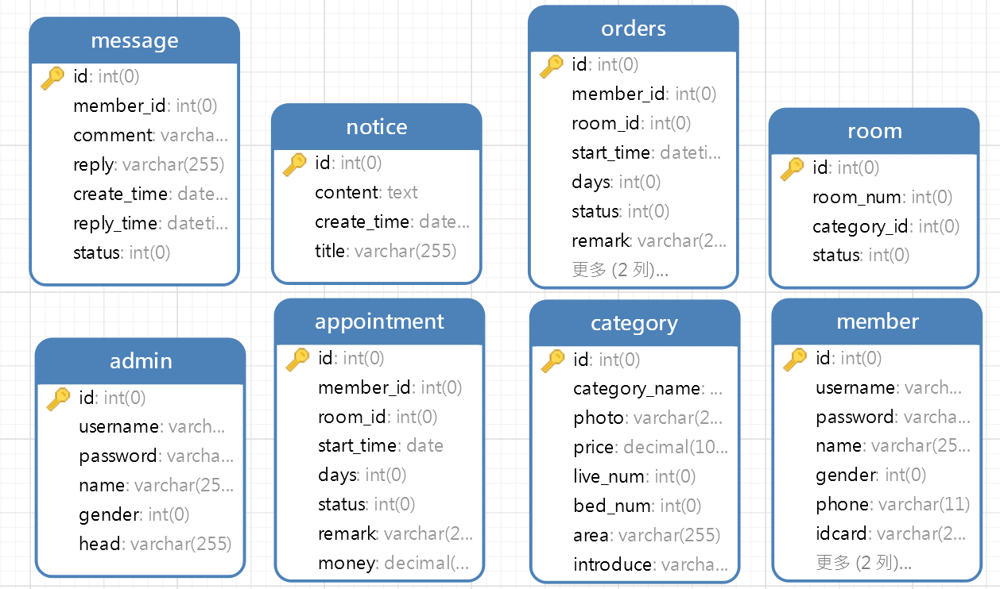 message
id: int(0)
member_id: int(0)
comment: varcha...
reply: varchar(255)
create_time: date...
reply_time: dateti...
status: int(0)
notice
id: int(0)
content: text
create_time: date...
title: varchar(255)
orders
id: int(0)
member_id: int(0)
room_id: int(0)
start_time: dateti...
days: int(0)
status: int(0)
remark: varchar(2...
更多 (2 列)...
room
id: int(0)
room_num: int(0)
category_id: int(0)
status: int(0)
admin
id: int(0)
username: varch...
password: varcha...
name: varchar(25...
gender: int(0)
head: varchar(255)
appointment
id: int(0)
member_id: int(0)
room_id: int(0)
start_time: date
days: int(0)
status: int(0)
remark: varchar(2...
money: decimal(...
category
id: int(0)
category_name: ...
photo: varchar(2...
price: decimal(10...
live_num: int(0)
bed_num: int(0)
area: varchar(255)
introduce: varcha...
member
id: int(0)
username: varch...
password: varcha...
name: varchar(25...
gender: int(0)
phone: varchar(11)
idcard: varchar(2...
更多 (2 列)...